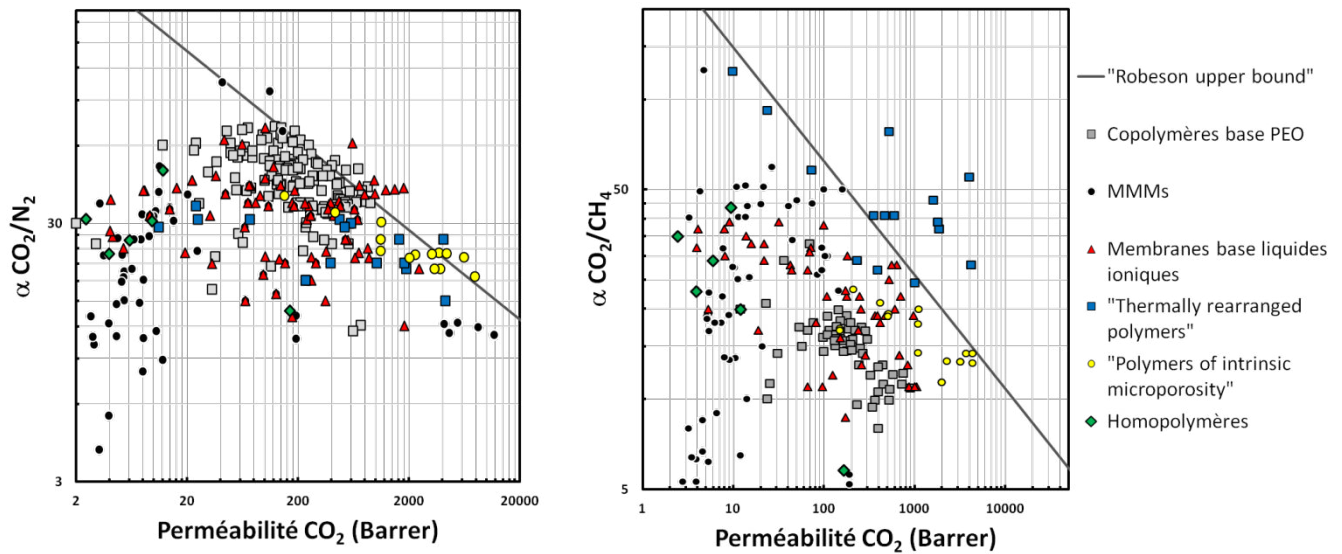 α CO₂/N₂
30
3
2
20
200
2000
20000
Perméabilité CO₂ (Barrer)
α CO₂/CH₄
50
5
1
10
100
1000
10000
Perméabilité CO₂ (Barrer)
"Robeson upper bound"
Copolymères base PEO
MMMs
Membranes base liquides
ioniques
"Thermally rearranged
polymers"
"Polymers of intrinsic
microporosity"
Homopolymères